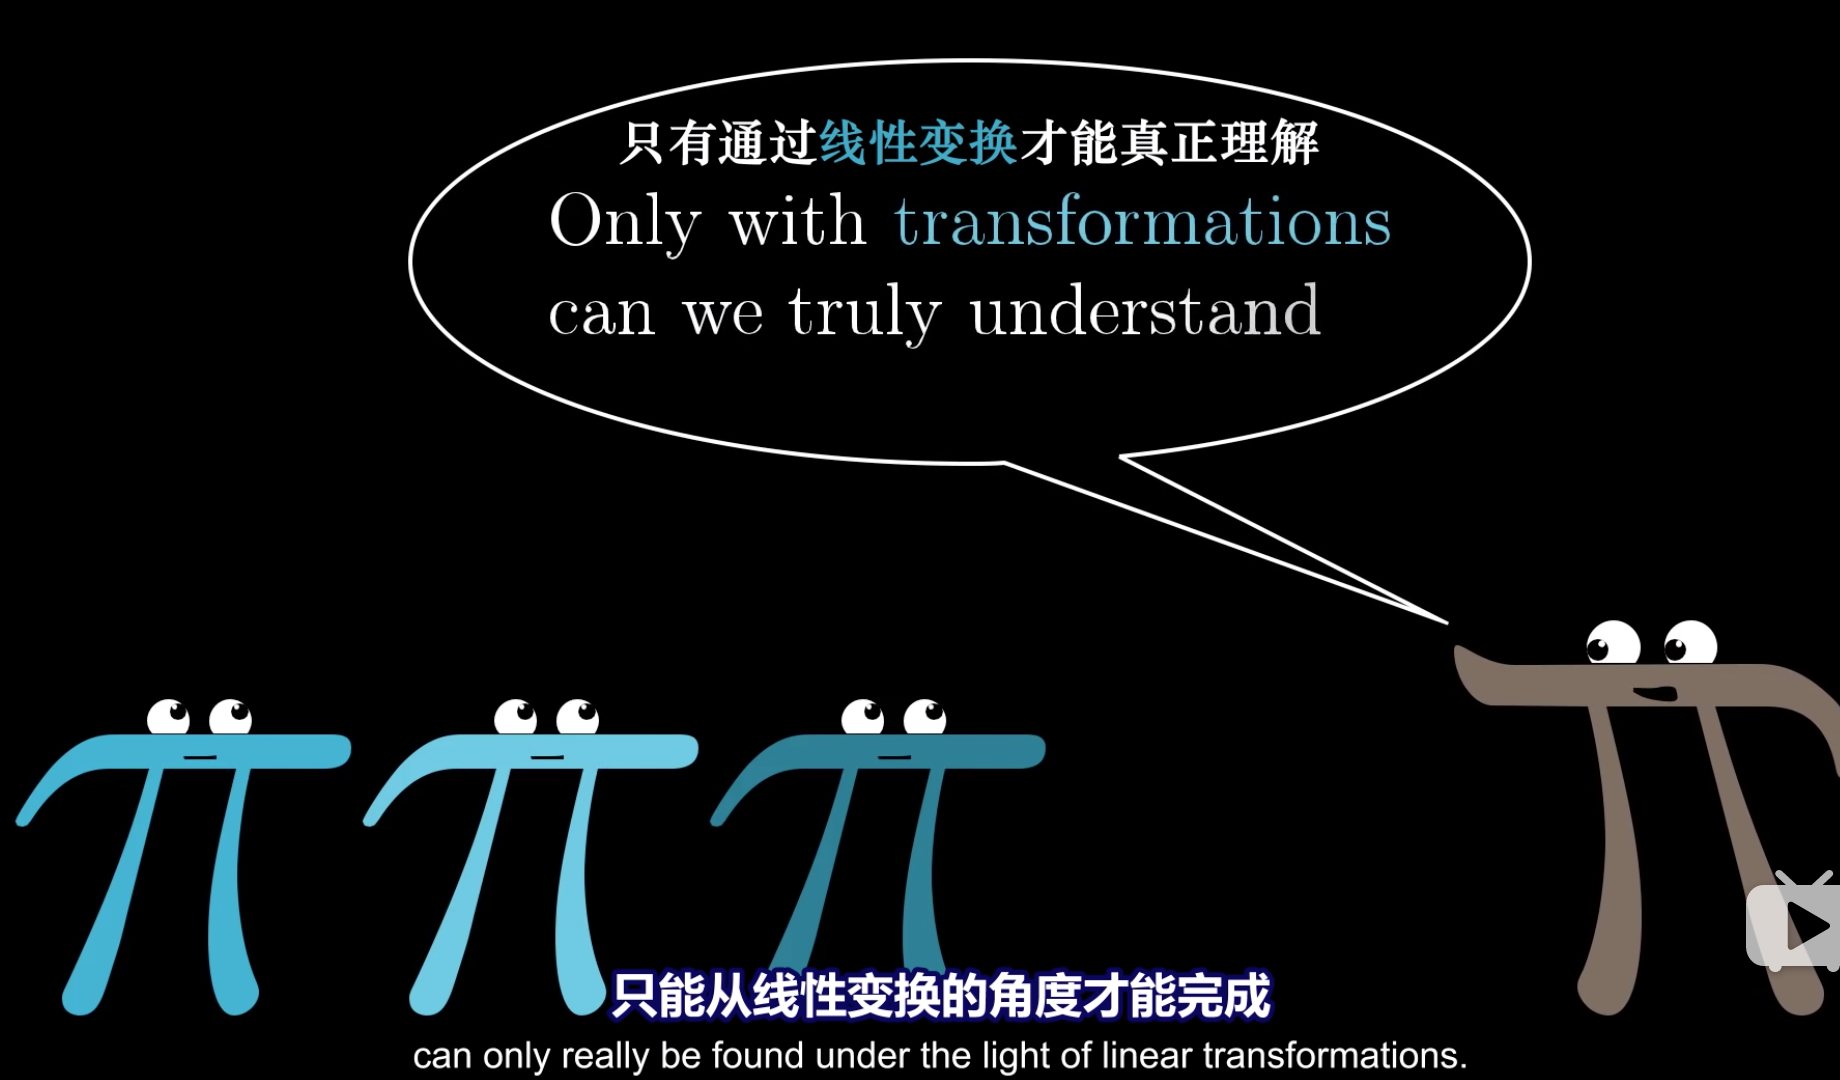 只有通过线性变换才能真正理解
Only with transformations
can we truly understand
只能从线性变换的角度才能完成
can only really be found under the light of linear transformations.